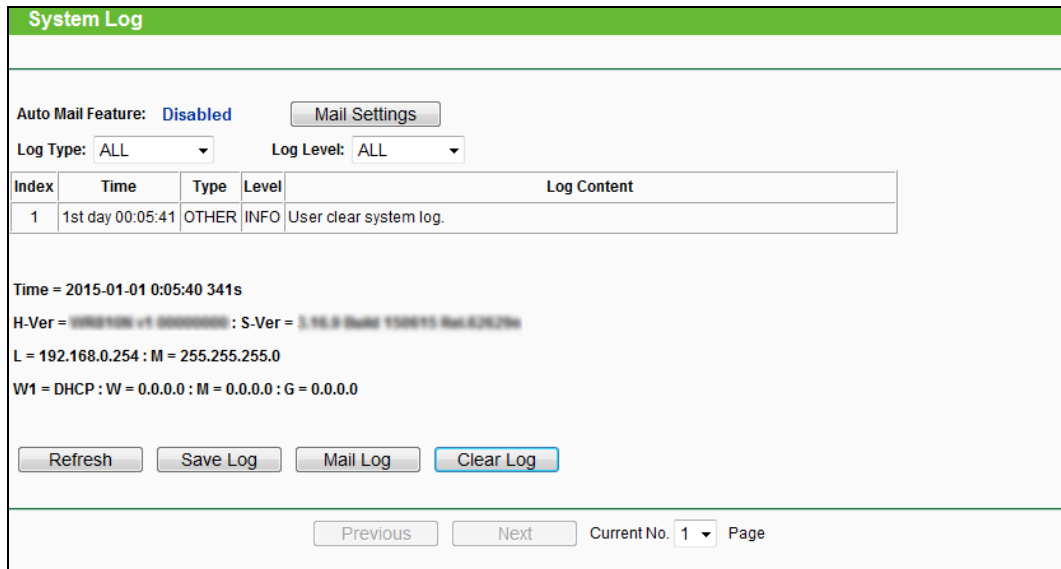 System Log
Auto Mail Feature: Disabled Mail Settings
Log Type: ALL Log Level: ALL
Index Time Type Level Log Content
1 1st day 00:05:41 OTHER INFO User clear system log.
Time = 2015-01-01 0:05:40 341s
H-Ver = : S-Ver =
L = 192.168.0.254 : M = 255.255.255.0
W1 = DHCP : W = 0.0.0.0 : M = 0.0.0.0 : G = 0.0.0.0
Refresh Save Log Mail Log Clear Log
Previous Next Current No. 1 Page